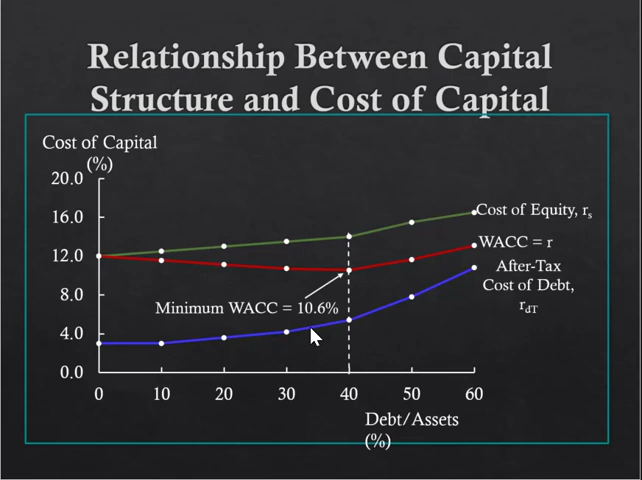 Relationship Between Capital
Structure and Cost of Capital
Cost of Capital
(%)
20.0
16.0
12.0
8.0
4.0
0.0
Cost of Equity, rs
WACC = r
After-Tax
Cost of Debt,
rdT
Minimum WACC = 10.6%
0 10 20 30 40 50 60
Debt/Assets
(%)